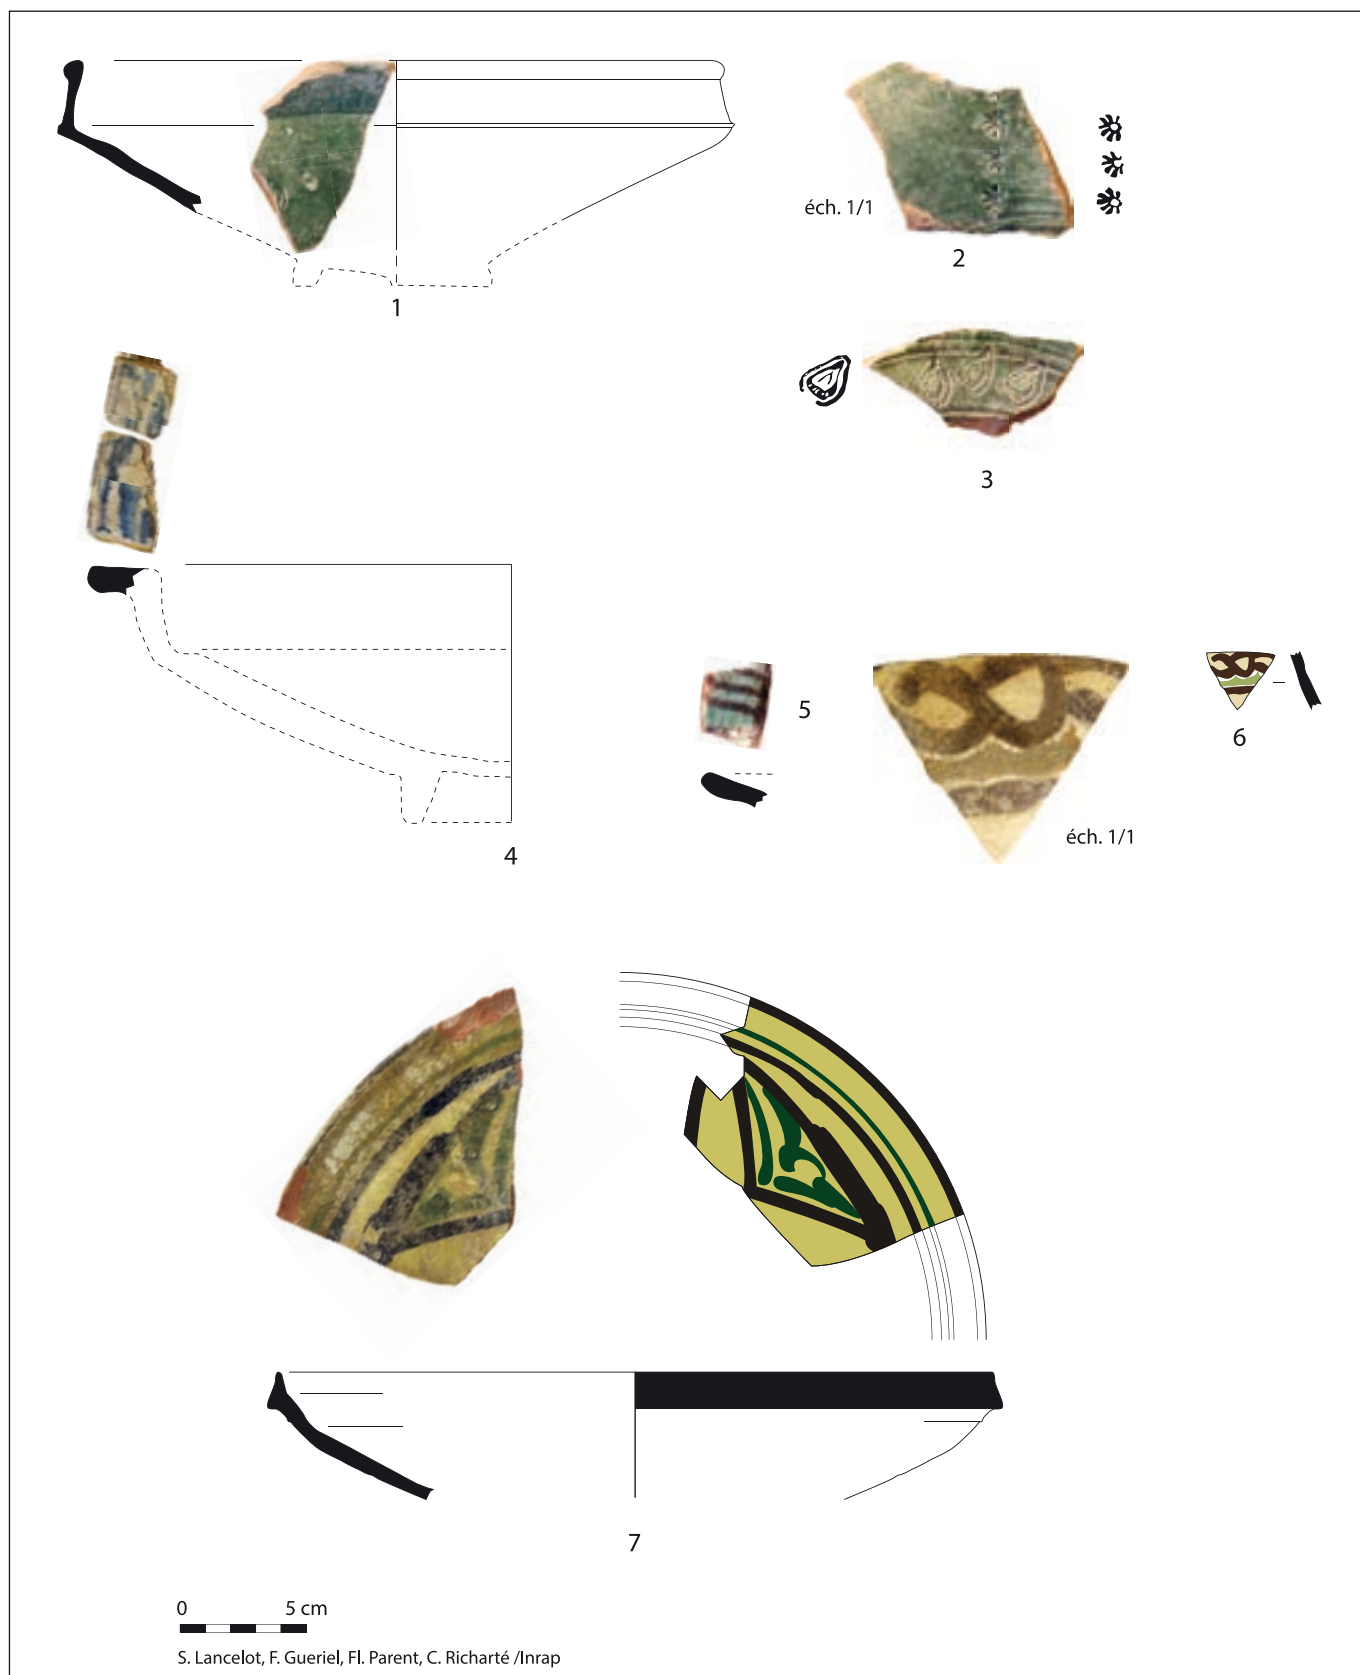 1
éch. 1/1
2
3
4
5
éch. 1/1
6
7
0 5 cm
S. Lancelot, F. Gueriel, Fl. Parent, C. Richarté /Inrap